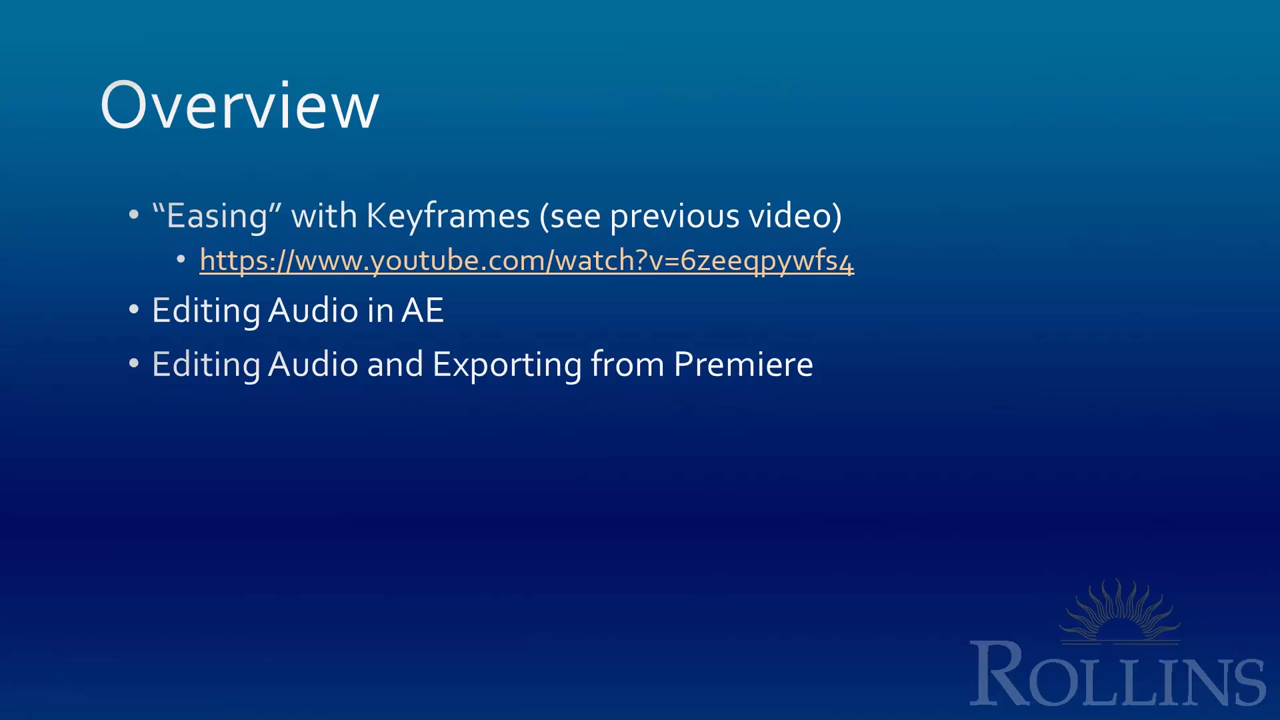 Overview
• “Easing” with Keyframes (see previous video)
• https://www.youtube.com/watch?v=6zeeqpywfs4
• Editing Audio in AE
• Editing Audio and Exporting from Premiere
ROLLINS